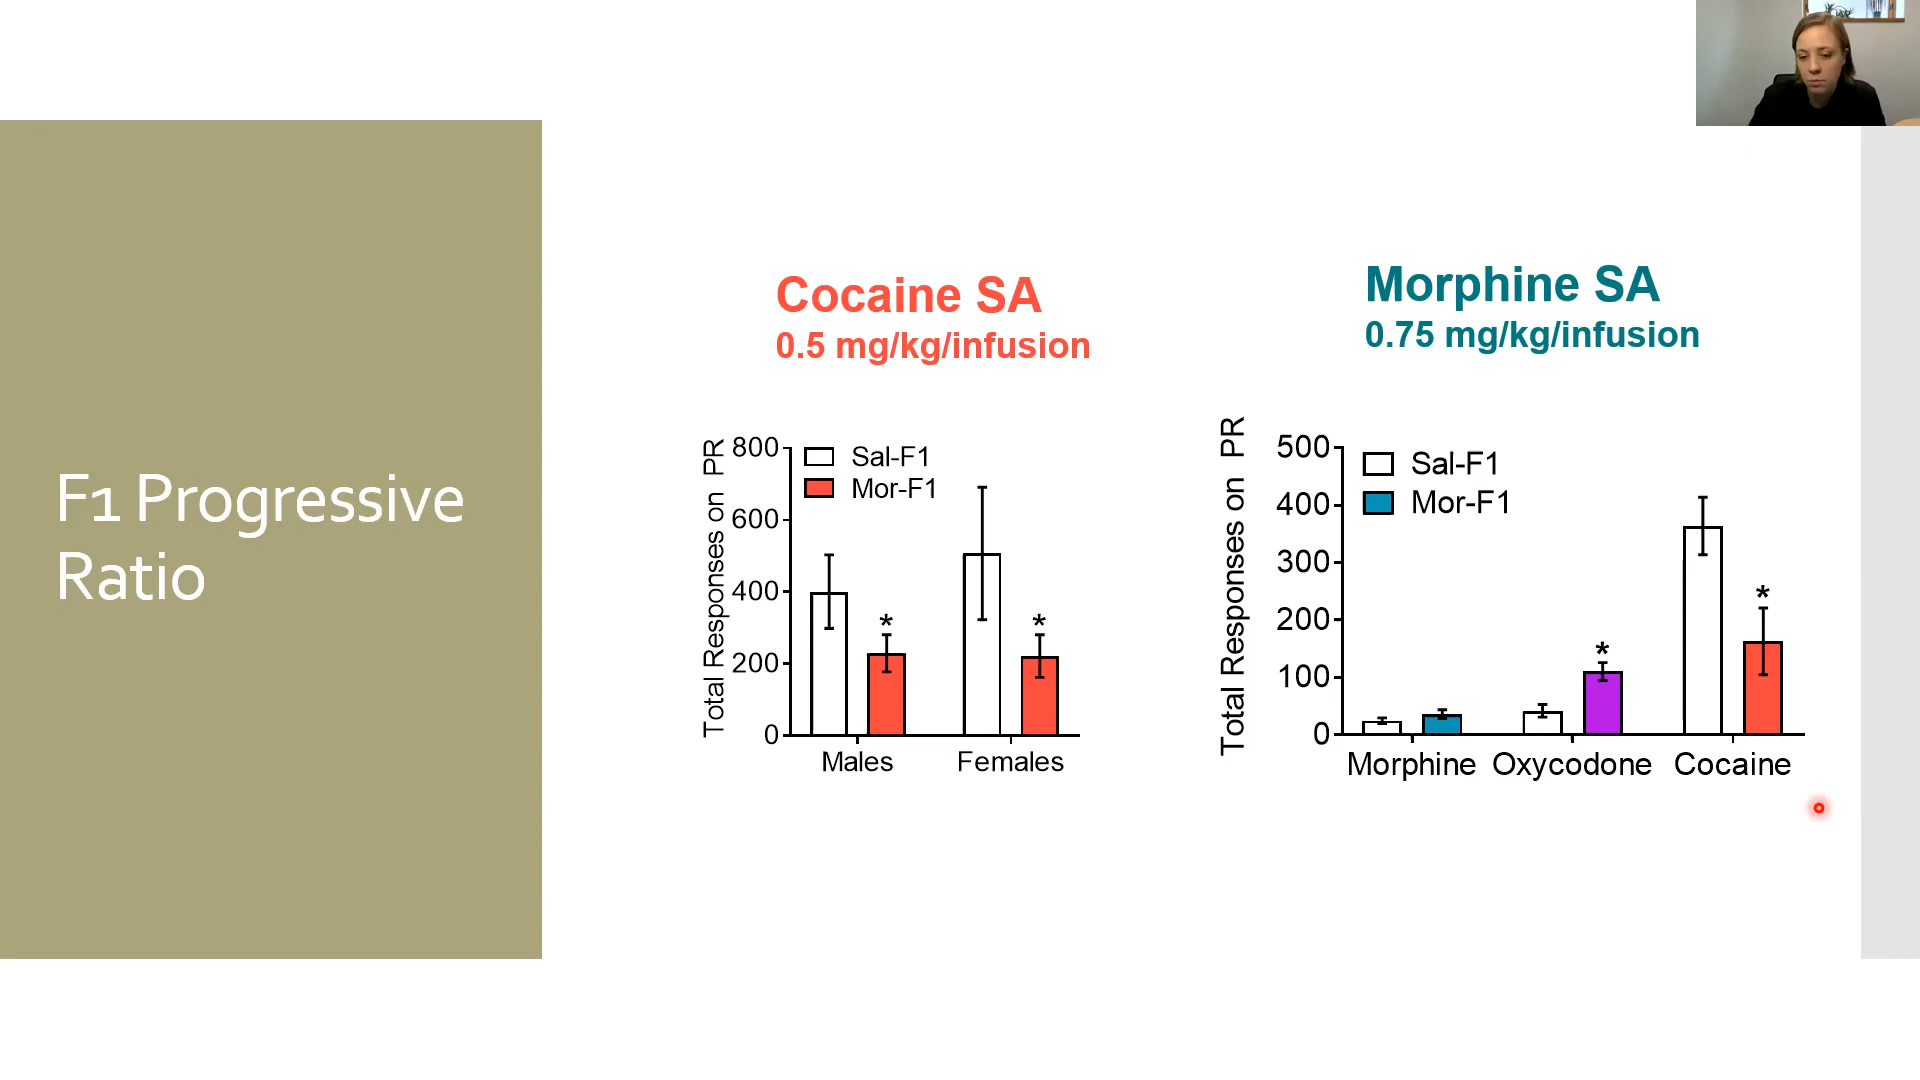 F1 Progressive
Ratio
Cocaine SA
0.5 mg/kg/infusion
Total Responses on PR
800
600
400
200
0
Sal-F1
Mor-F1
*
*
Males
Females
Morphine SA
0.75 mg/kg/infusion
Total Responses on PR
500
400
300
200
100
0
Sal-F1
Mor-F1
*
*
Morphine
Oxycodone
Cocaine